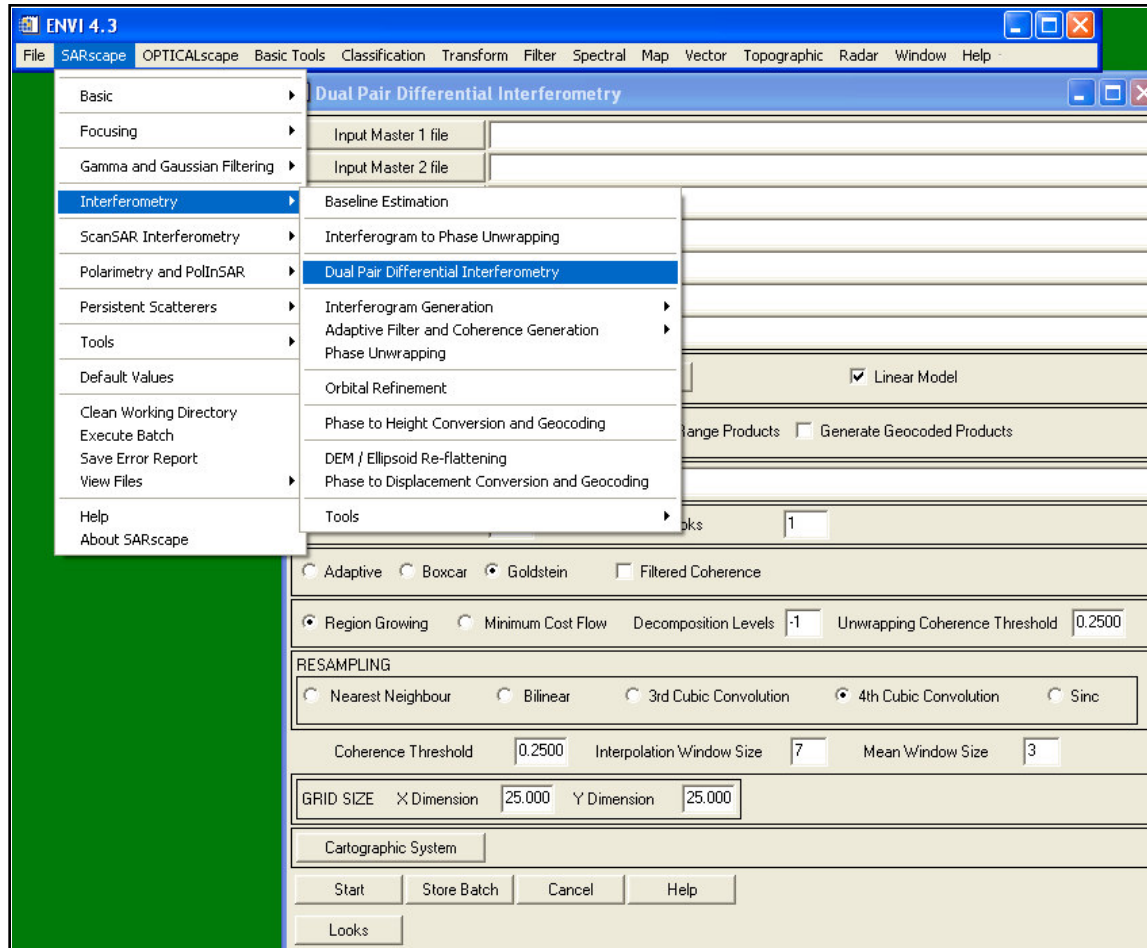 ENVI 4.3
File SARscape OPTICALscape Basic Tools Classification Transform Filter Spectral Map Vector Topographic Radar Window Help
Basic
Focusing
Gamma and Gaussian Filtering
Interferometry
ScanSAR Interferometry
Polarimetry and PolInSAR
Persistent Scatterers
Tools
Default Values
Clean Working Directory
Execute Batch
Save Error Report
View Files
Help
About SARscape
Baseline Estimation
Interferogram to Phase Unwrapping
Dual Pair Differential Interferometry
Interferogram Generation
Adaptive Filter and Coherence Generation
Phase Unwrapping
Orbital Refinement
Phase to Height Conversion and Geocoding
DEM / Ellipsoid Re-flattening
Phase to Displacement Conversion and Geocoding
Tools
Dual Pair Differential Interferometry
Input Master 1 file
Input Master 2 file
Linear Model
Range Products Generate Geocoded Products
1
Adaptive Boxcar Goldstein Filtered Coherence
Region Growing Minimum Cost Flow Decomposition Levels -1 Unwrapping Coherence Threshold 0.2500
RESAMPLING
Nearest Neighbour Bilinear 3rd Cubic Convolution 4th Cubic Convolution Sinc
Coherence Threshold 0.2500 Interpolation Window Size 7 Mean Window Size 3
GRID SIZE X Dimension 25.000 Y Dimension 25.000
Cartographic System
Start Store Batch Cancel Help
Looks